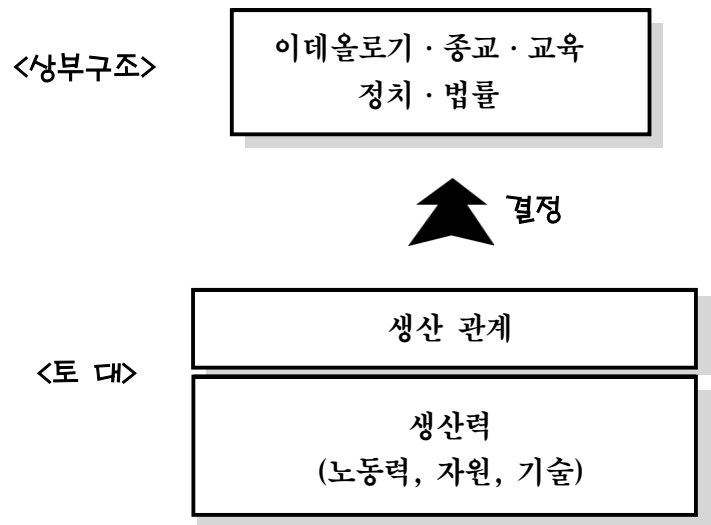 <상부구조>
이데올로기 · 종교 · 교육
정치 · 법률
결정
<토 대>
생산 관계
생산력
(노동력, 자원, 기술)